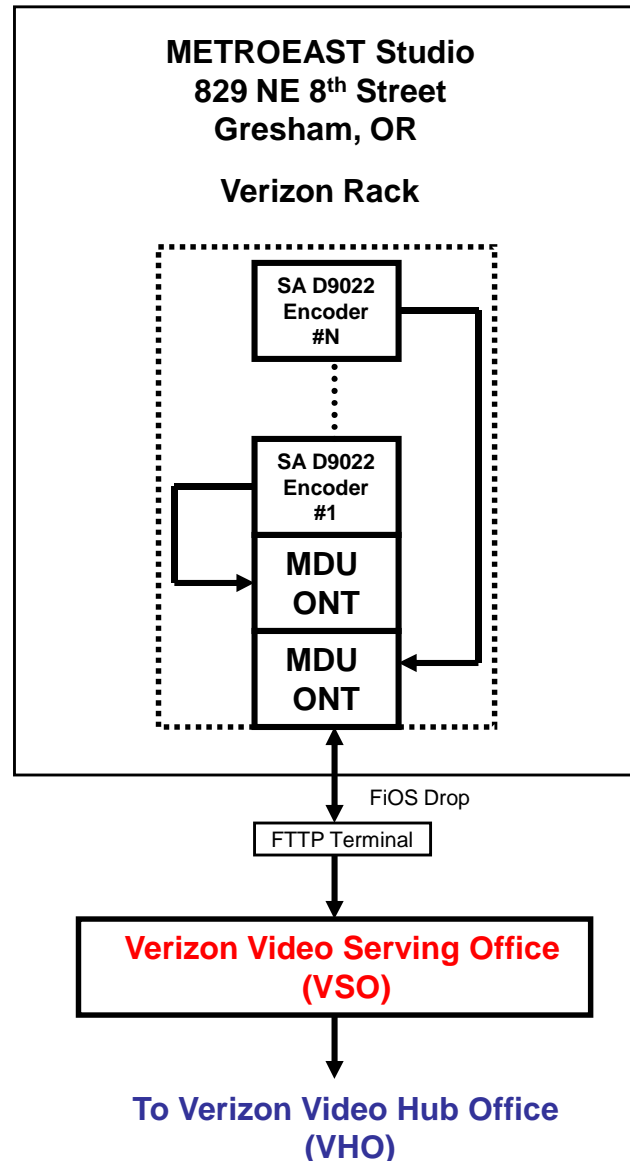 METROEAST Studio
829 NE 8th Street
Gresham, OR
Verizon Rack
SA D9022
Encoder
#N
SA D9022
Encoder
#1
MDU
ONT
MDU
ONT
FiOS Drop
FTTP Terminal
Verizon Video Serving Office
(VSO)
To Verizon Video Hub Office
(VHO)